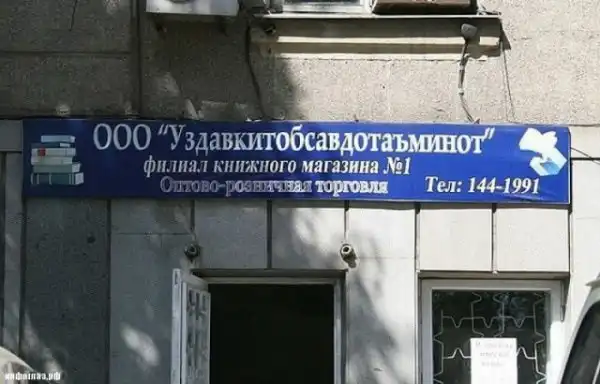 ООО "Уздавкитобсавдотаъминот"
филиал книжного магазина №1
Оптово-розничная торговля
Тел: 144-1991